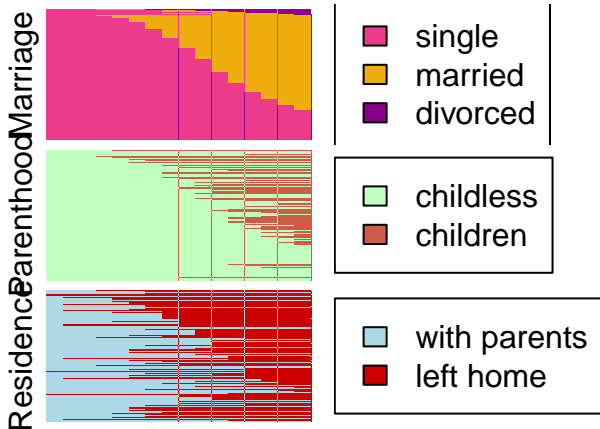 Marriage
single
married
divorced
Parenthood
childless
children
Residence
with parents
left home